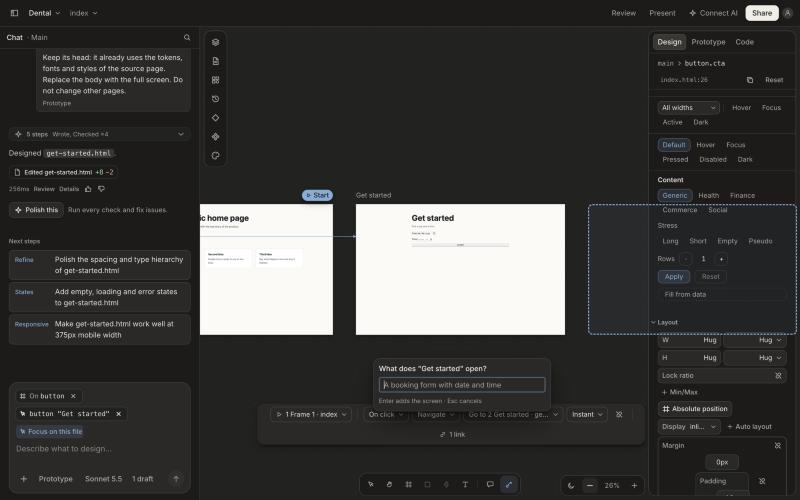 Dental
index
Review
Present
Connect AI
Share
Chat · Main
Keep its head: it already uses the tokens,
fonts and styles of the source page.
Replace the body with the full screen. Do
not change other pages.
Prototype
5 steps Wrote, Checked ×4
Designed get-started.html.
Edited get-started.html +8 −2
256ms Review Details
Polish this Run every check and fix issues.
Next steps
Refine Polish the spacing and type hierarchy
of get-started.html
States Add empty, loading and error states
to get-started.html
Responsive Make get-started.html work well at
375px mobile width
On button ×
button "Get started" ×
Focus on this file
Describe what to design...
Prototype Sonnet 5.5 1 draft
Start
ic home page
Get started
Get started
What does "Get started" open?
A booking form with date and time
Enter adds the screen · Esc cancels
1 Frame 1 · index
On click
Navigate
Go to 2 Get started · ge...
Instant
1 link
26%
Design Prototype Code
main > button.cta
index.html:26 Reset
All widths Hover Focus
Active Dark
Default Hover Focus
Pressed Disabled Dark
Content
Generic Health Finance
Commerce Social
Stress
Long Short Empty Pseudo
Rows - 1 +
Apply Reset
Fill from data
Layout
W Hug Hug
H Hug Hug
Lock ratio
+ Min/Max
Absolute position
Display inli... + Auto layout
Margin
0px
Padding